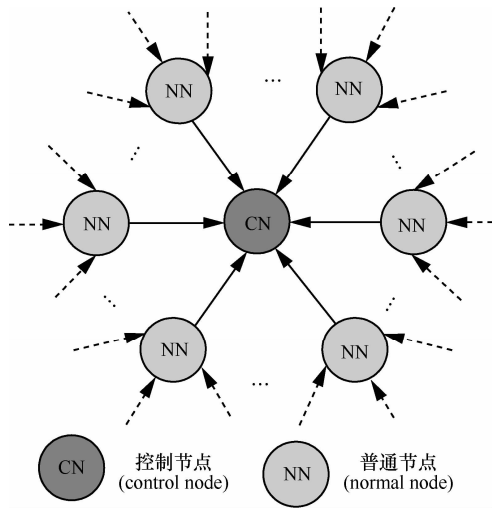 NN
...
NN
...
...
NN
CN
NN
...
...
NN
...
NN
CN
控制节点
(control node)
NN
普通节点
(normal node)